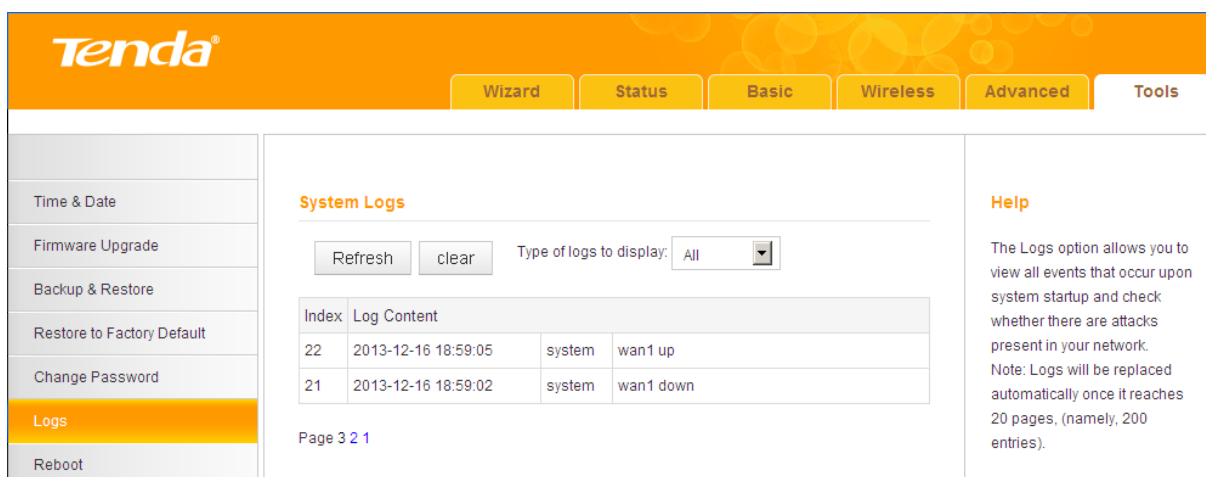 Tenda®
Wizard Status Basic Wireless Advanced Tools
Time & Date
Firmware Upgrade
Backup & Restore
Restore to Factory Default
Change Password
Logs
Reboot
System Logs
Refresh clear Type of logs to display: All
Index Log Content
22 2013-12-16 18:59:05 system wan1 up
21 2013-12-16 18:59:02 system wan1 down
Page 3 2 1
Help
The Logs option allows you to
view all events that occur upon
system startup and check
whether there are attacks
present in your network.
Note: Logs will be replaced
automatically once it reaches
20 pages, (namely, 200
entries).